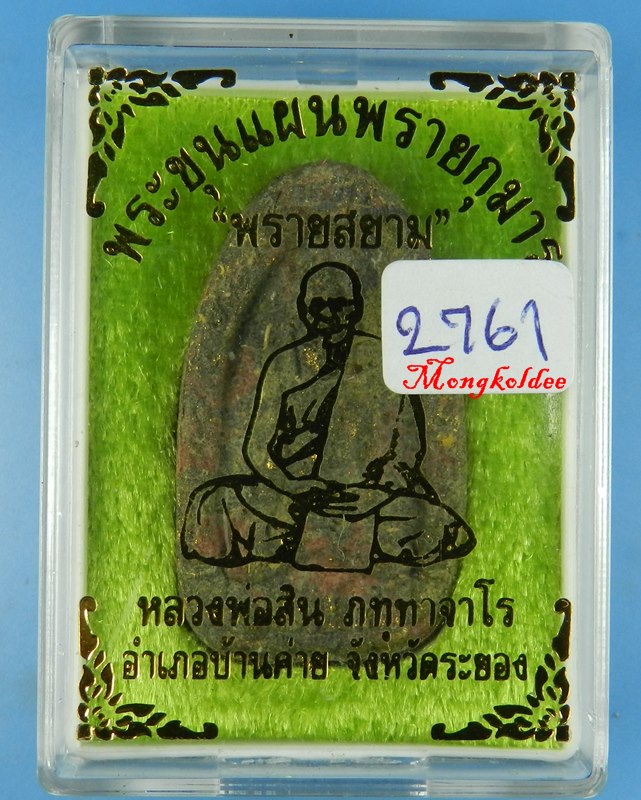 พระขุนแผนพรายกุมาร
“พรายสยาม”
2761
Mongkoldee
หลวงพ่อสิน ภทฺทาจาโร
อำเภอบ้านค่าย จังหวัดระยอง